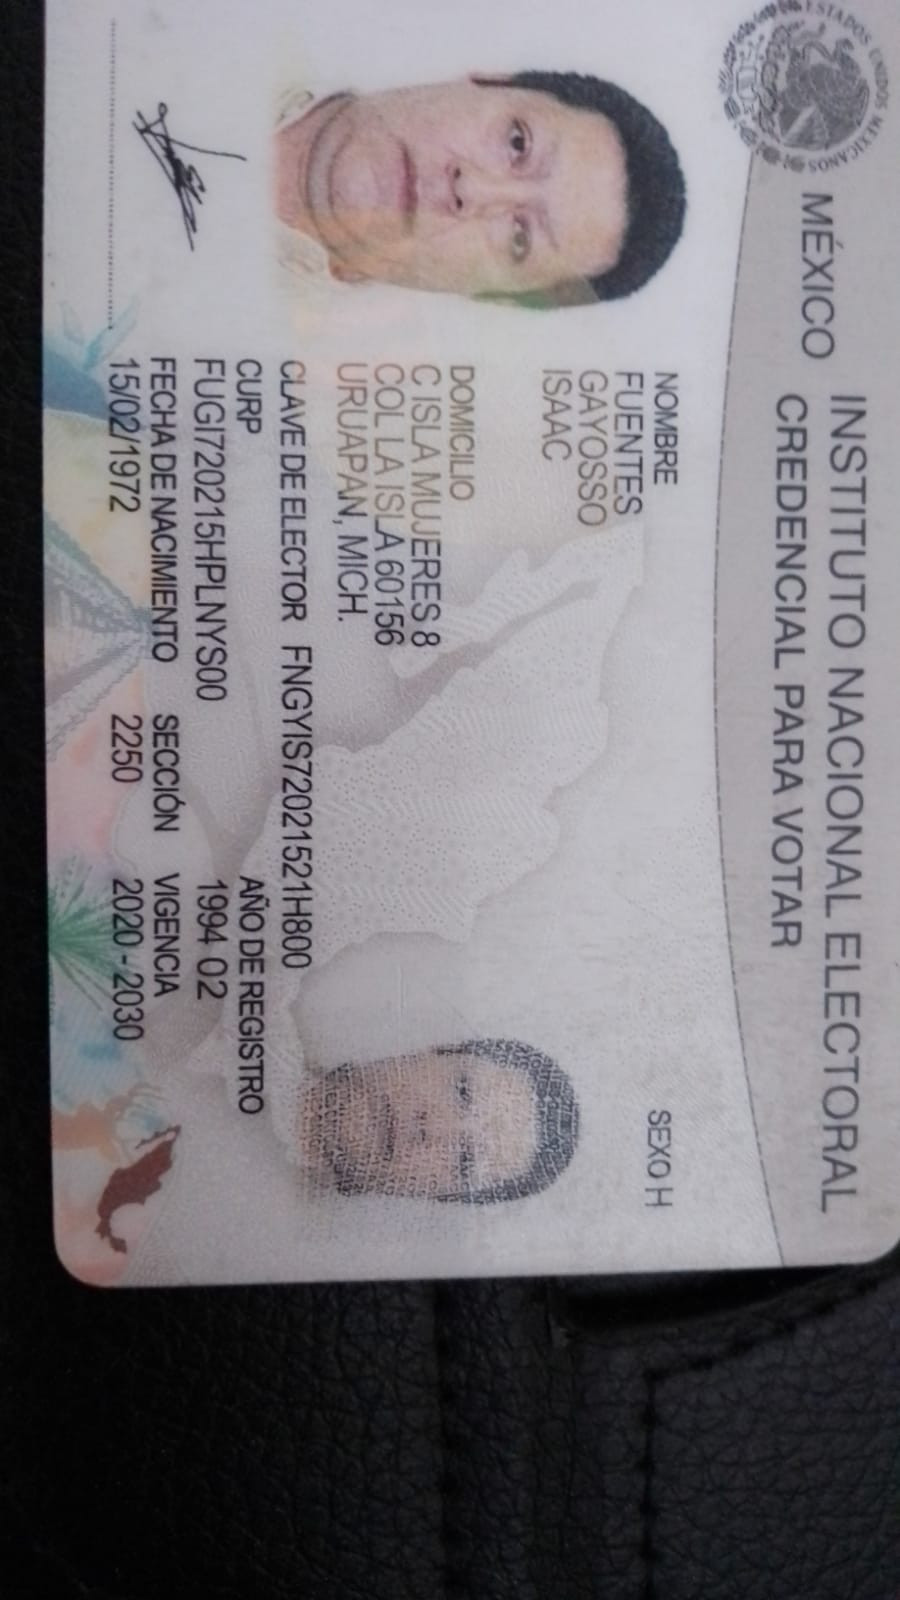 ESTADOS UNIDOS MEXICANOS
MÉXICO
INSTITUTO NACIONAL ELECTORAL
CREDENCIAL PARA VOTAR
NOMBRE
FUENTES
GAYOSSO
ISAAC
SEXO H
DOMICILIO
C ISLA MUJERES 8
COL LA ISLA 60156
URUAPAN, MICH.
CLAVE DE ELECTOR FNGYIS72021521H800
CURP
FUGI720215HPLNYS00
AÑO DE REGISTRO
1994 02
FECHA DE NACIMIENTO
15/02/1972
SECCIÓN
2250
VIGENCIA
2020 - 2030